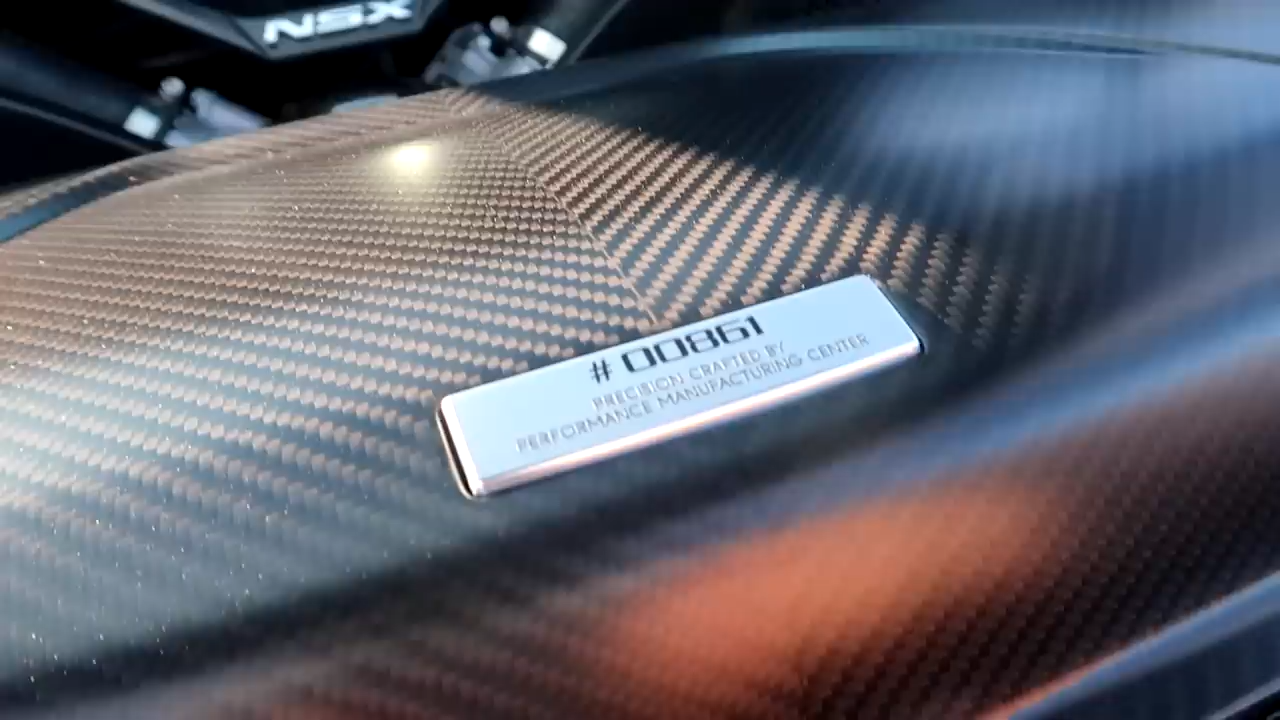 NSX
# 00861
PRECISION CRAFTED BY
PERFORMANCE MANUFACTURING CENTER